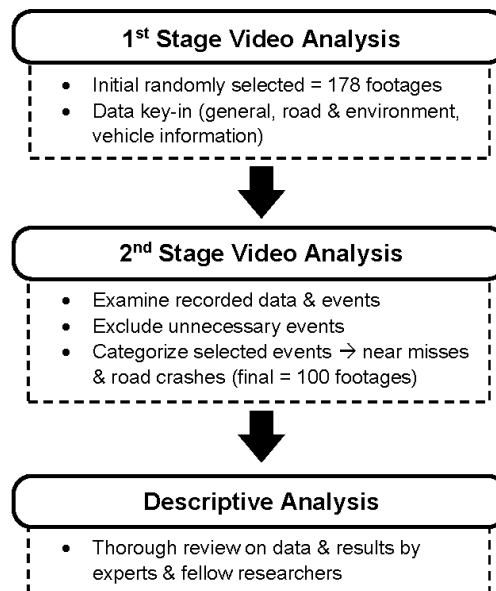 1st Stage Video Analysis
• Initial randomly selected = 178 footages
• Data key-in (general, road & environment,
vehicle information)
2nd Stage Video Analysis
• Examine recorded data & events
• Exclude unnecessary events
• Categorize selected events → near misses
& road crashes (final = 100 footages)
Descriptive Analysis
• Thorough review on data & results by
experts & fellow researchers